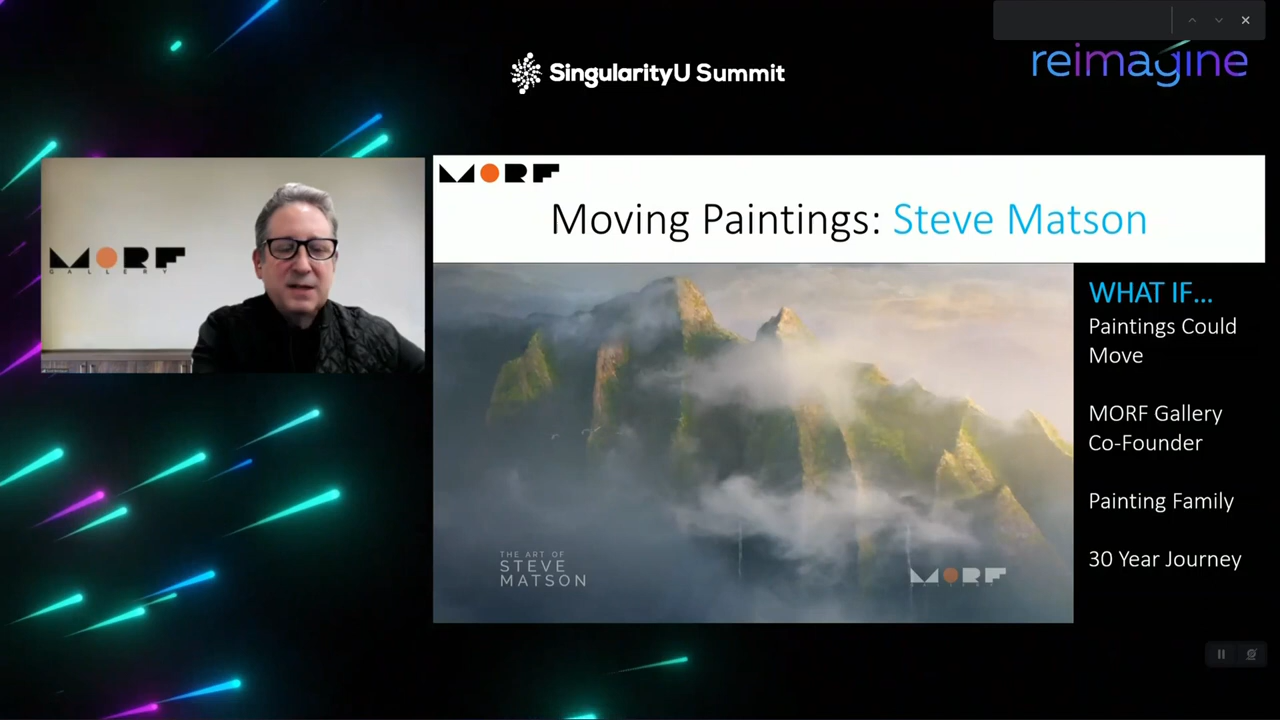 SingularityU Summit
reimagine
MORF
GALLERY
MORF
Moving Paintings: Steve Matson
WHAT IF...
Paintings Could
Move
MORF Gallery
Co-Founder
Painting Family
30 Year Journey
THE ART OF
STEVE
MATSON
MORF